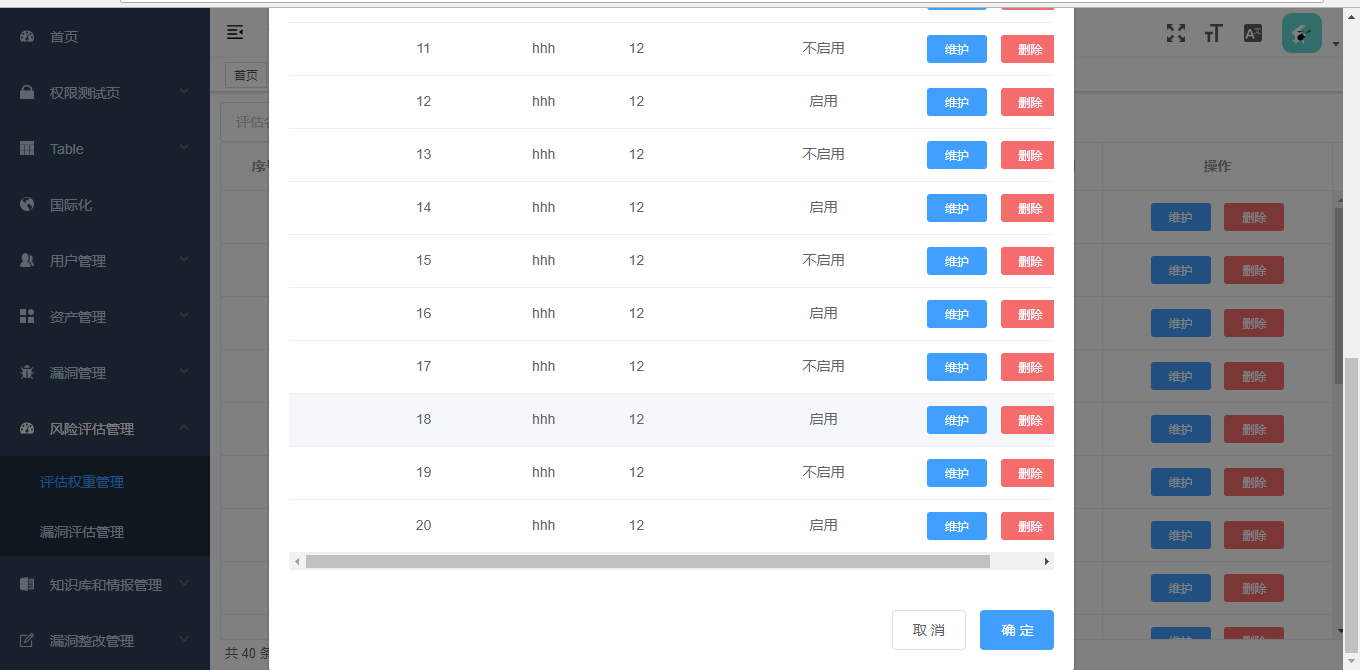 首页
权限测试页
Table
国际化
用户管理
资产管理
漏洞管理
风险评估管理
评估权重管理
漏洞评估管理
知识库和情报管理
漏洞整改管理
首页
评估
序
共 40 条
11 hhh 12 不启用 维护 删除
12 hhh 12 启用 维护 删除
13 hhh 12 不启用 维护 删除
14 hhh 12 启用 维护 删除
15 hhh 12 不启用 维护 删除
16 hhh 12 启用 维护 删除
17 hhh 12 不启用 维护 删除
18 hhh 12 启用 维护 删除
19 hhh 12 不启用 维护 删除
20 hhh 12 启用 维护 删除
取 消 确 定
操作
维护 删除
维护 删除
维护 删除
维护 删除
维护 删除
维护 删除
维护 删除
维护 删除
维护 删除